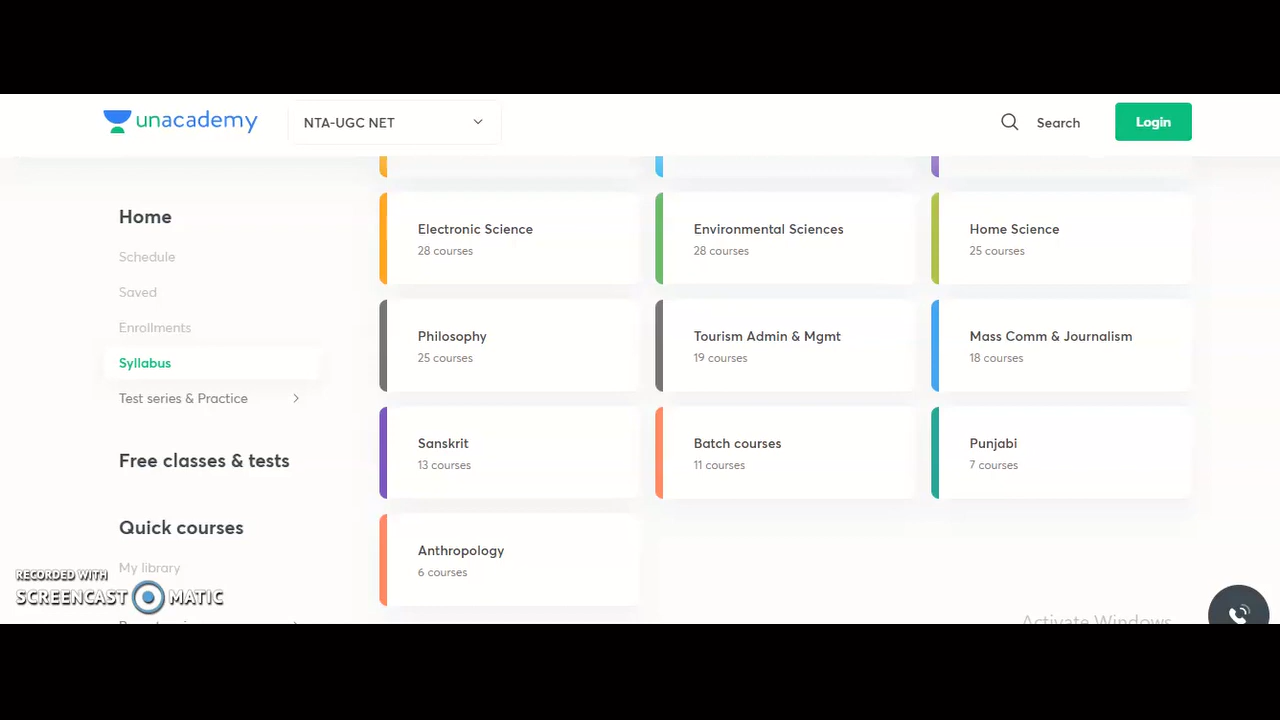 unacademy
NTA-UGC NET
Search
Login
Home
Schedule
Saved
Enrollments
Syllabus
Test series & Practice
Free classes & tests
Quick courses
My library
Electronic Science
28 courses
Environmental Sciences
28 courses
Home Science
25 courses
Philosophy
25 courses
Tourism Admin & Mgmt
19 courses
Mass Comm & Journalism
18 courses
Sanskrit
13 courses
Batch courses
11 courses
Punjabi
7 courses
Anthropology
6 courses
RECORDED WITH
SCREENCAST MATIC
Activate Windows